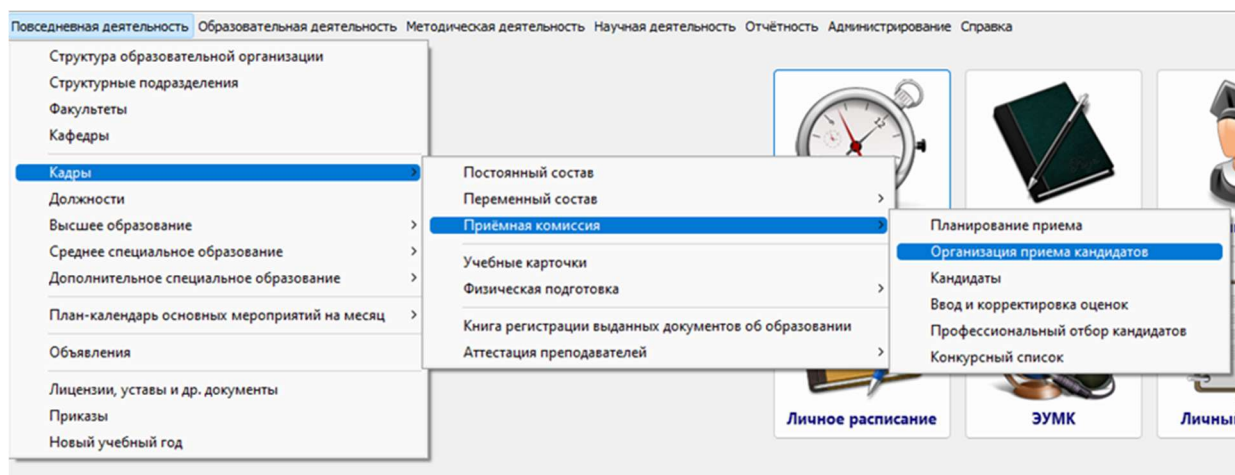 Повседневная деятельность Образовательная деятельность Методическая деятельность Научная деятельность Отчётность Администрирование Справка
Структура образовательной организации
Структурные подразделения
Факультеты
Кафедры
Кадры
Должности
Высшее образование
Среднее специальное образование
Дополнительное специальное образование
План-календарь основных мероприятий на месяц
Объявления
Лицензии, уставы и др. документы
Приказы
Новый учебный год
Постоянный состав
Переменный состав
Приёмная комиссия
Учебные карточки
Физическая подготовка
Книга регистрации выданных документов об образовании
Аттестация преподавателей
Планирование приема
Организация приема кандидатов
Кандидаты
Ввод и корректировка оценок
Профессиональный отбор кандидатов
Конкурсный список
Личное расписание
ЭУМК